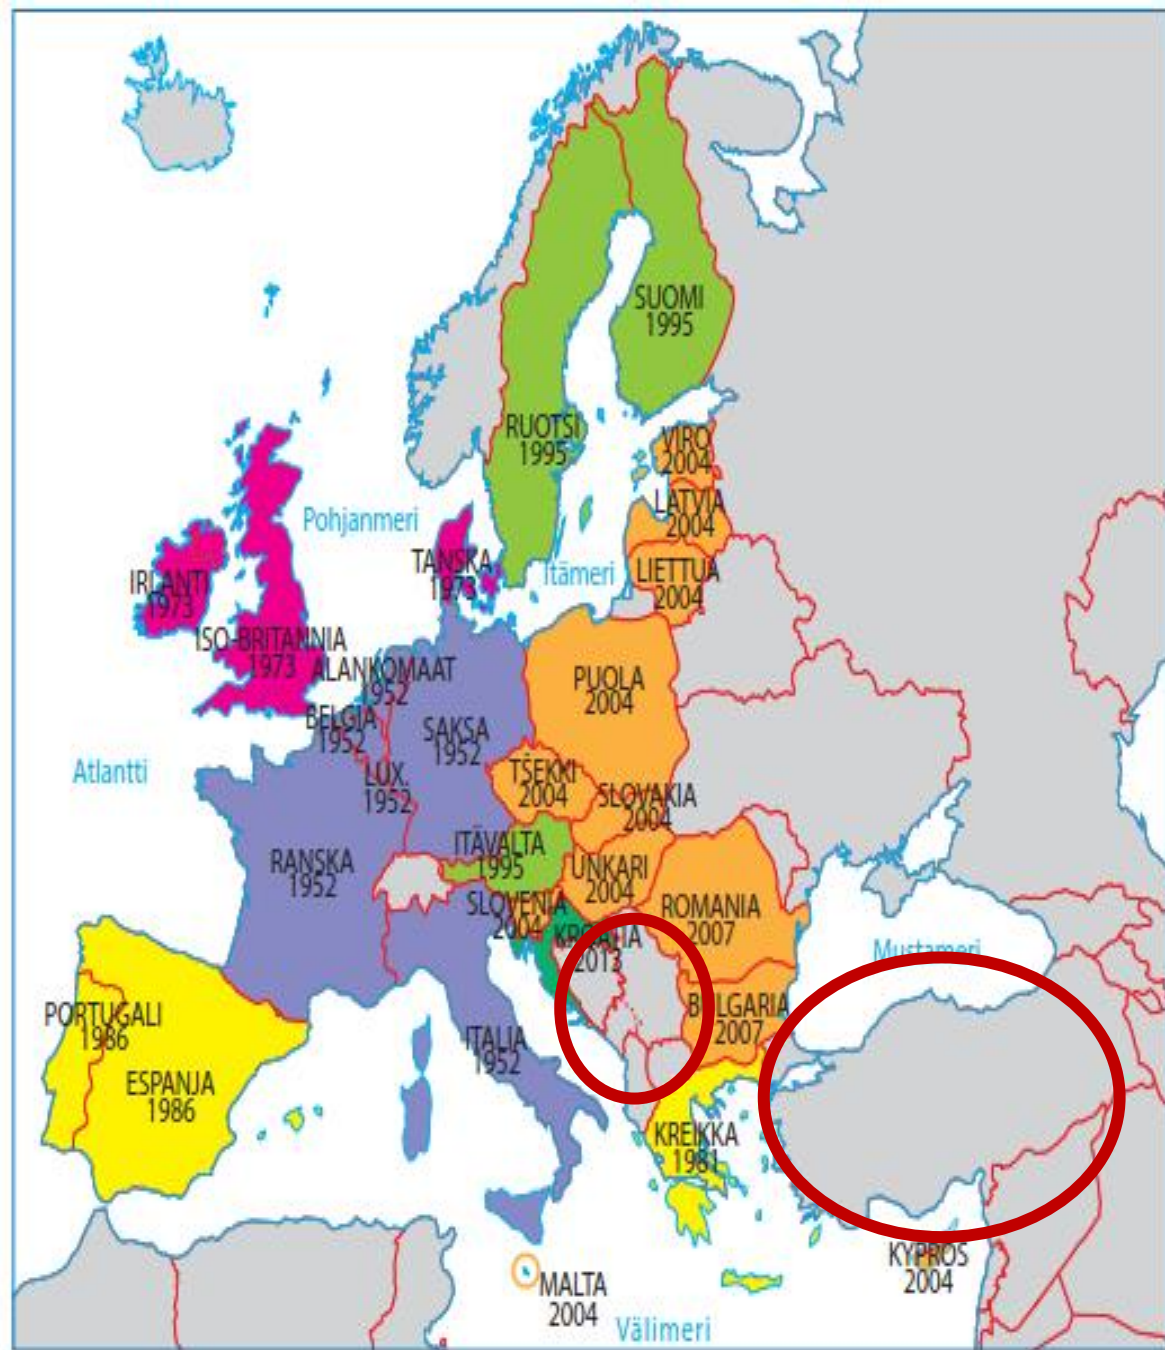 SUOMI
1995
RUOTSI
1995
VIRO
2004
LATVIA
2004
Pohjanmeri
TANSKA
1973
Itämeri
LIETTUA
2004
IRLANTI
1973
ISO-BRITANNIA
1973
ALANKOMAAT
1952
PUOLA
2004
BELGIA
1952
SAKSA
1952
Atlantti
LUX.
1952
TŠEKKI
2004
SLOVAKIA
2004
RANSKA
1952
ITÄVALTA
1995
UNKARI
2004
SLOVENIA
2004
ROMANIA
2007
KROATIA
2013
Mustameri
PORTUGALI
1986
BULGARIA
2007
ITALIA
1952
ESPANJA
1986
KREIKKA
1981
KYPROS
2004
MALTA
2004
Välimeri